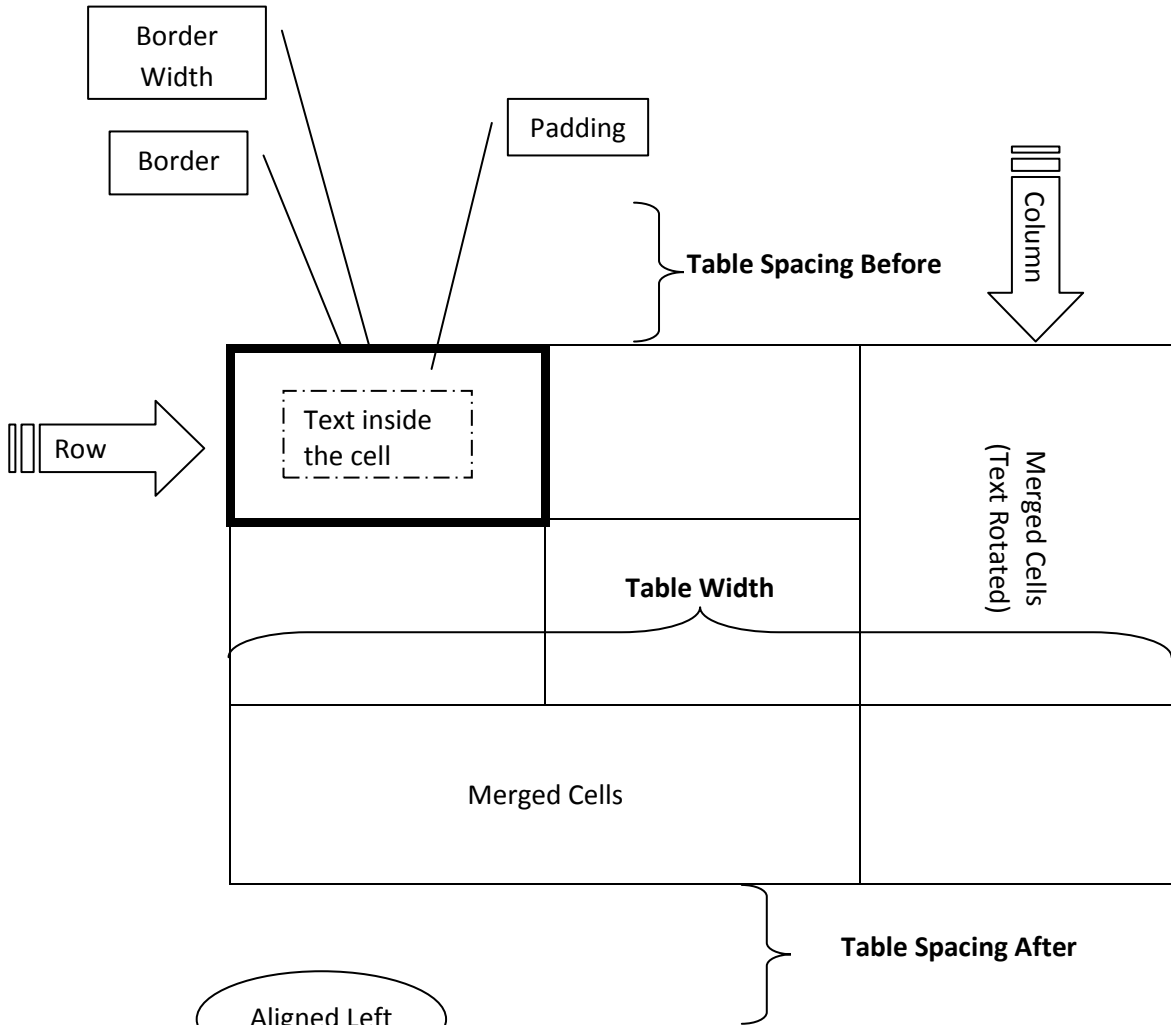 Border
Width
Padding
Border
Column
Table Spacing Before
Text inside
the cell
Row
Merged Cells
(Text Rotated)
Table Width
Merged Cells
Table Spacing After
Aligned Left